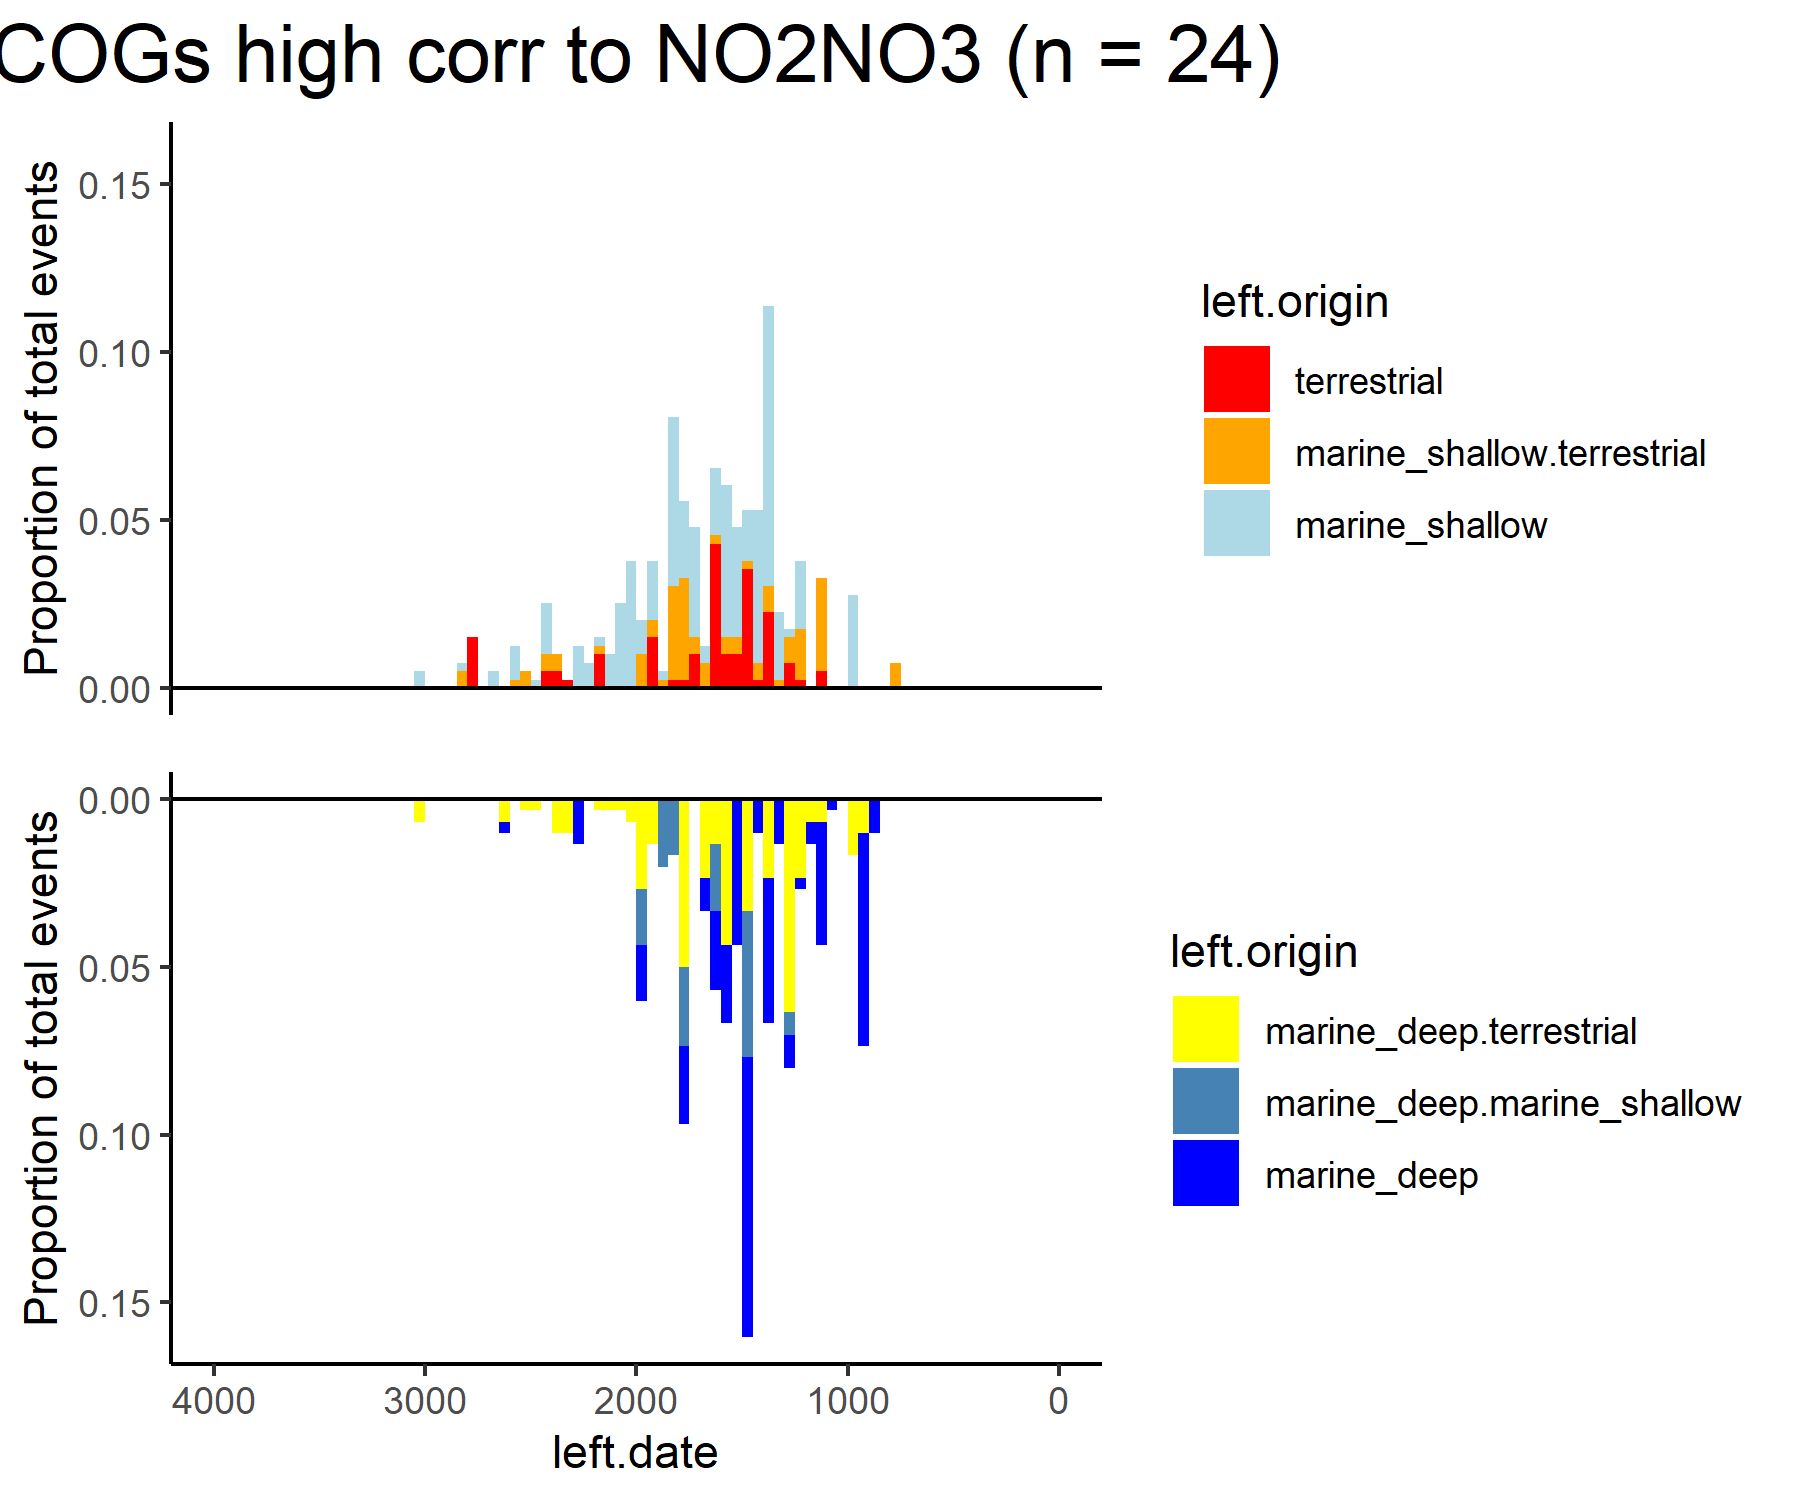 COGs high corr to NO2NO3 (n = 24)
Proportion of total events
0.15
0.10
0.05
0.00
left.origin
terrestrial
marine_shallow.terrestrial
marine_shallow
Proportion of total events
0.00
0.05
0.10
0.15
4000 3000 2000 1000 0
left.date
left.origin
marine_deep.terrestrial
marine_deep.marine_shallow
marine_deep